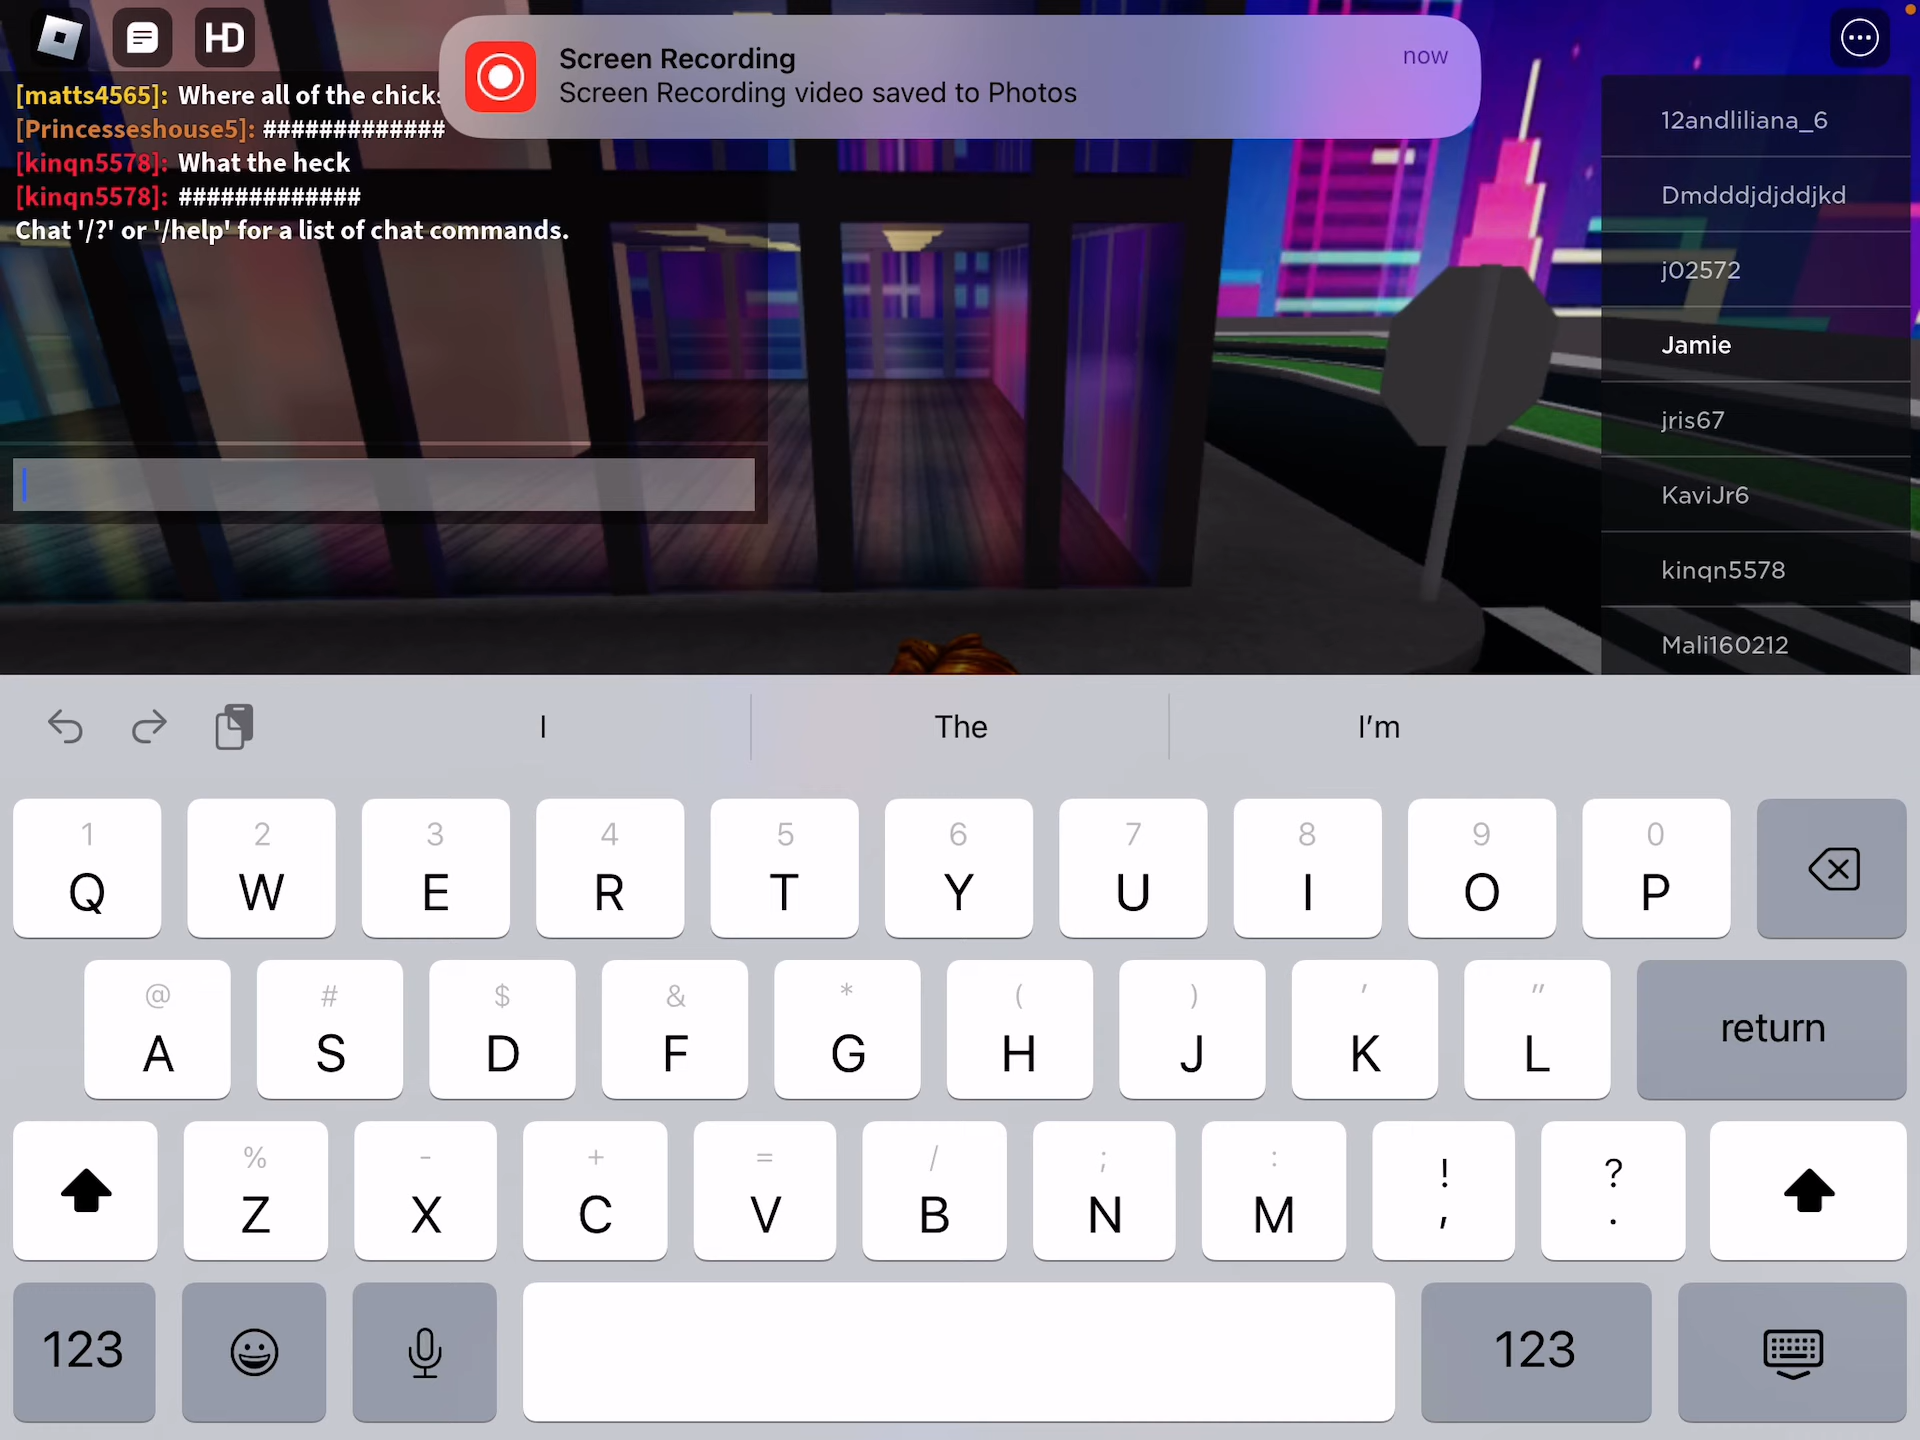 HD
Screen Recording
now
Screen Recording video saved to Photos
[matts4565]: Where all of the chicks
[Princesseshouse5]: #############
[kinqn5578]: What the heck
[kinqn5578]: #############
Chat '/?' or '/help' for a list of chat commands.
12andliliana_6
Dmdddjdjddjkd
j02572
Jamie
jris67
KaviJr6
kinqn5578
Mali160212
I The I'm
1 2 3 4 5 6 7 8 9 0
Q W E R T Y U I O P
@ # $ & * ( ) ' "
A S D F G H J K L return
% - + = / ; : ! ?
Z X C V B N M , .
123 123